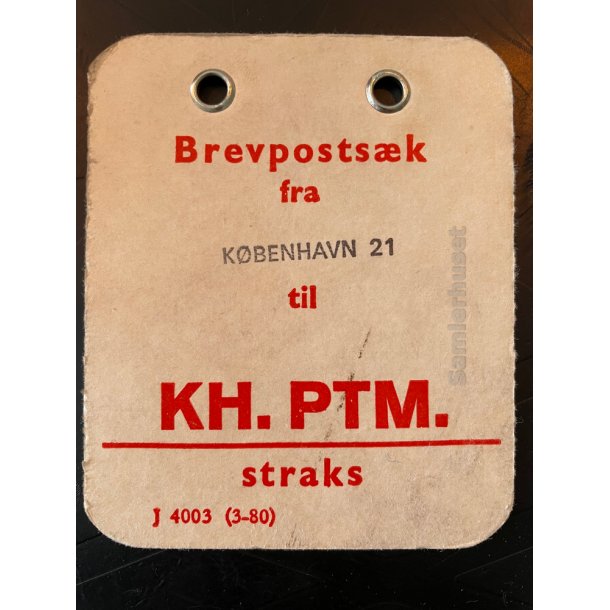 Brevpostsæk
fra
KØBENHAVN 21
til
KH. PTM.
straks
J 4003 (3-80)
Samlerhuset